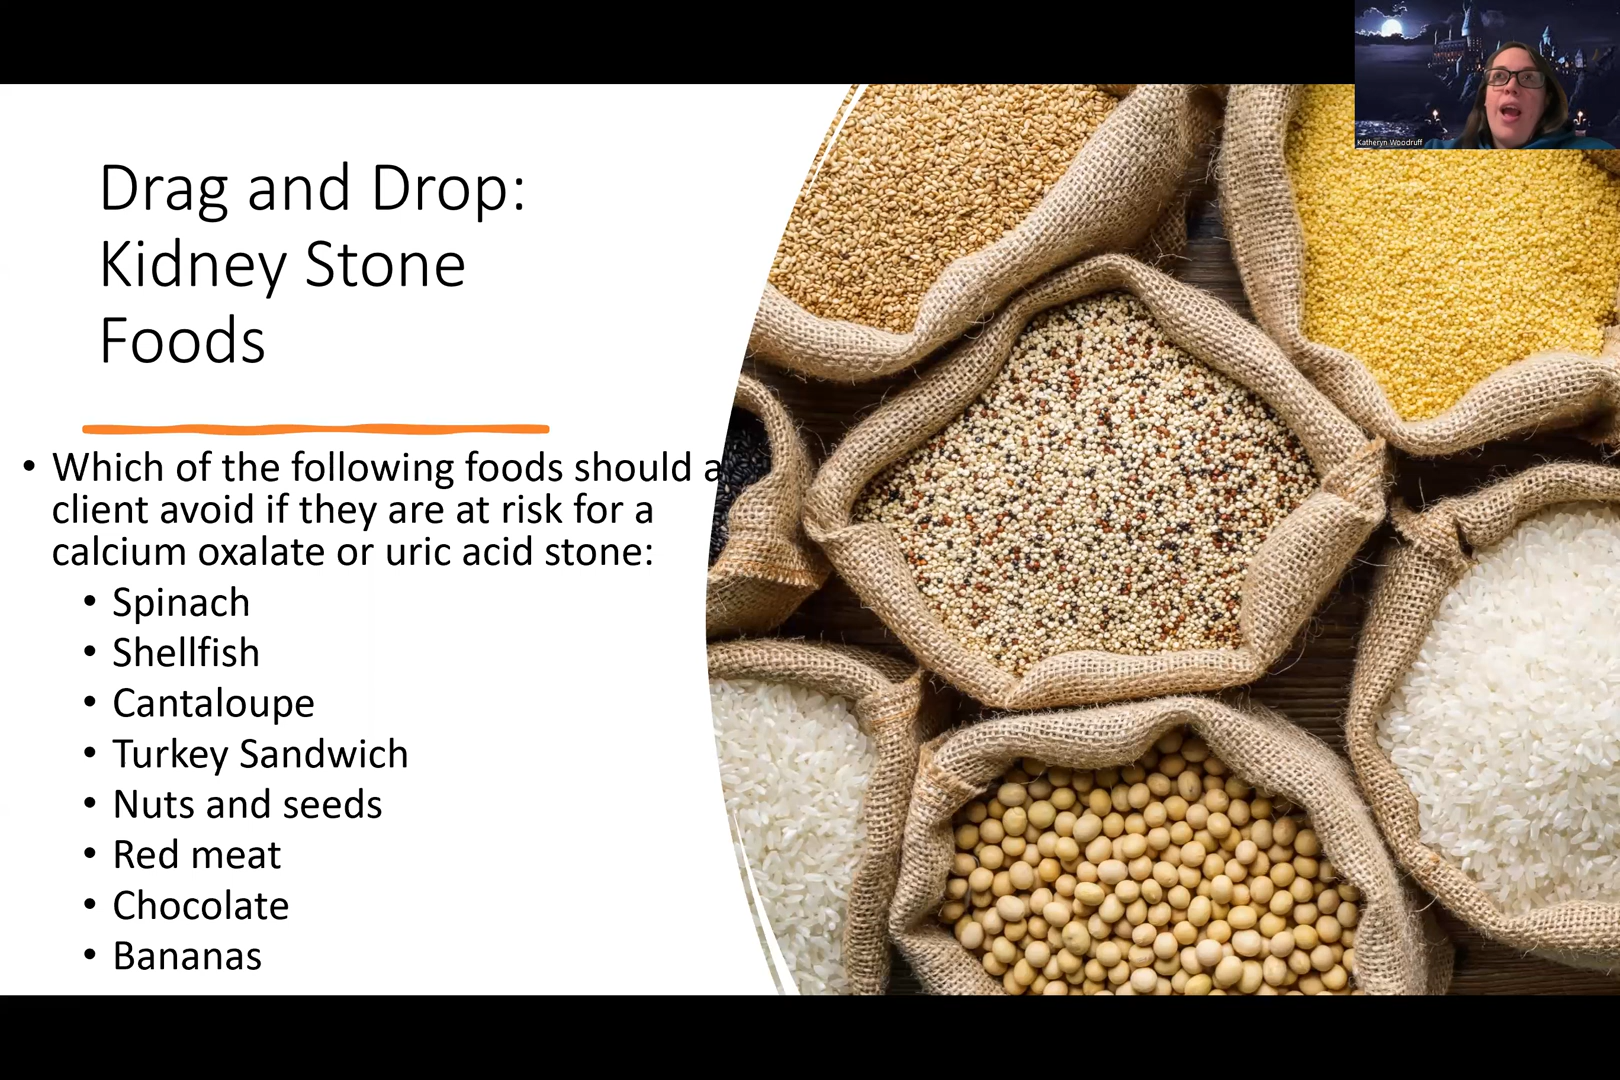 Drag and Drop:
Kidney Stone
Foods
• Which of the following foods should a
client avoid if they are at risk for a
calcium oxalate or uric acid stone:
• Spinach
• Shellfish
• Cantaloupe
• Turkey Sandwich
• Nuts and seeds
• Red meat
• Chocolate
• Bananas
Katheryn Woodruff